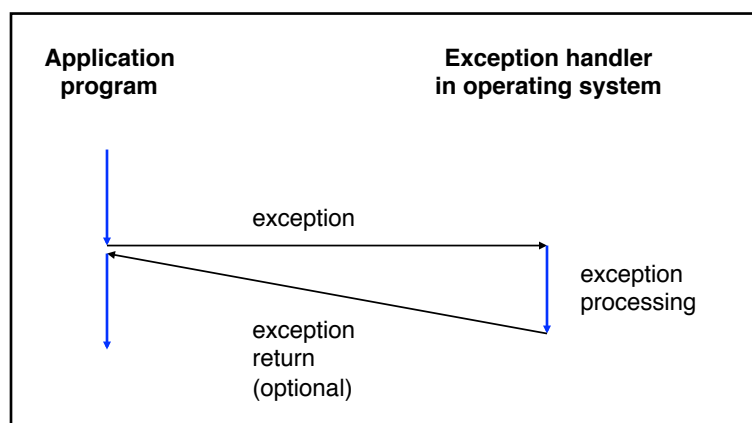 Application
program
Exception handler
in operating system
exception
exception
processing
exception
return
(optional)